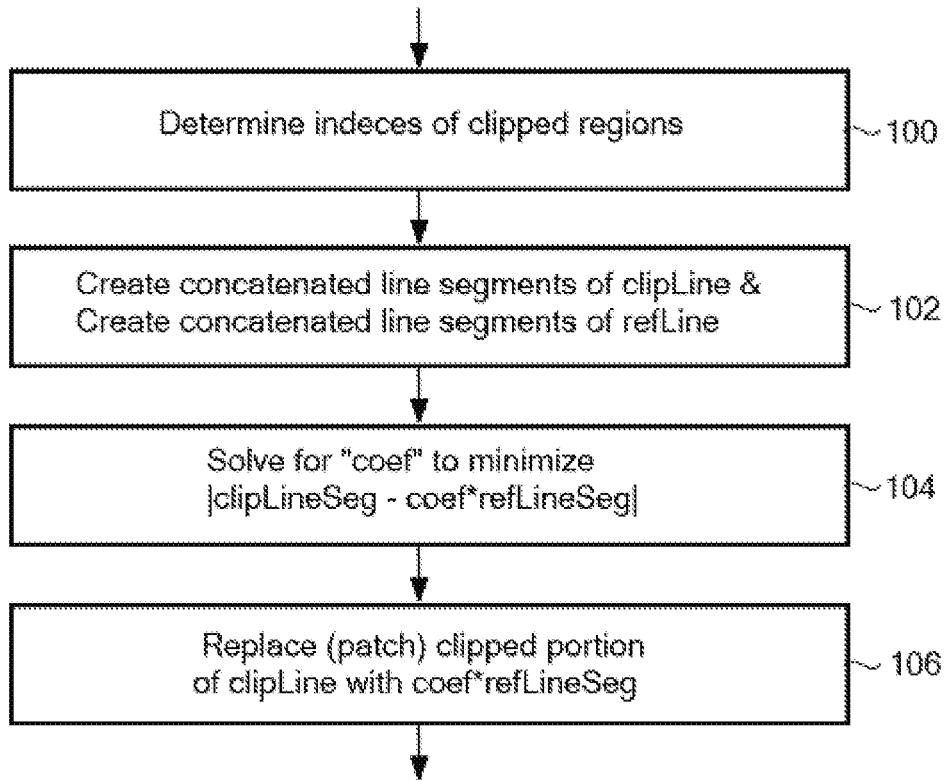 Determine indeces of clipped regions
100
Create concatenated line segments of clipLine &
Create concatenated line segments of refLine
102
Solve for "coef" to minimize
|clipLineSeg - coef*refLineSeg|
104
Replace (patch) clipped portion
of clipLine with coef*refLineSeg
106